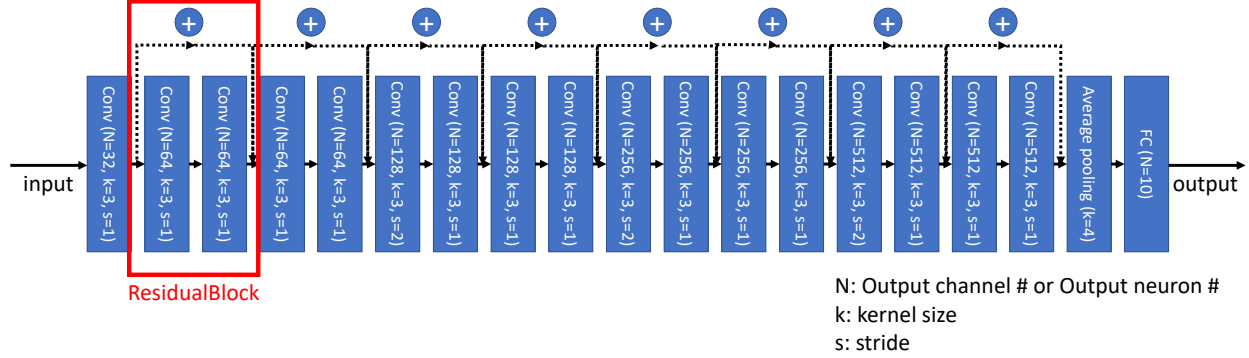 + + + + + + + +
input
Conv (N=32, k=3, s=1)
Conv (N=64, k=3, s=1)
Conv (N=64, k=3, s=1)
Conv (N=64, k=3, s=1)
Conv (N=64, k=3, s=1)
Conv (N=128, k=3, s=2)
Conv (N=128, k=3, s=1)
Conv (N=128, k=3, s=1)
Conv (N=128, k=3, s=1)
Conv (N=256, k=3, s=2)
Conv (N=256, k=3, s=1)
Conv (N=256, k=3, s=1)
Conv (N=256, k=3, s=1)
Conv (N=512, k=3, s=2)
Conv (N=512, k=3, s=1)
Conv (N=512, k=3, s=1)
Conv (N=512, k=3, s=1)
Average pooling (k=4)
FC (N=10)
output
ResidualBlock
N: Output channel # or Output neuron #
k: kernel size
s: stride